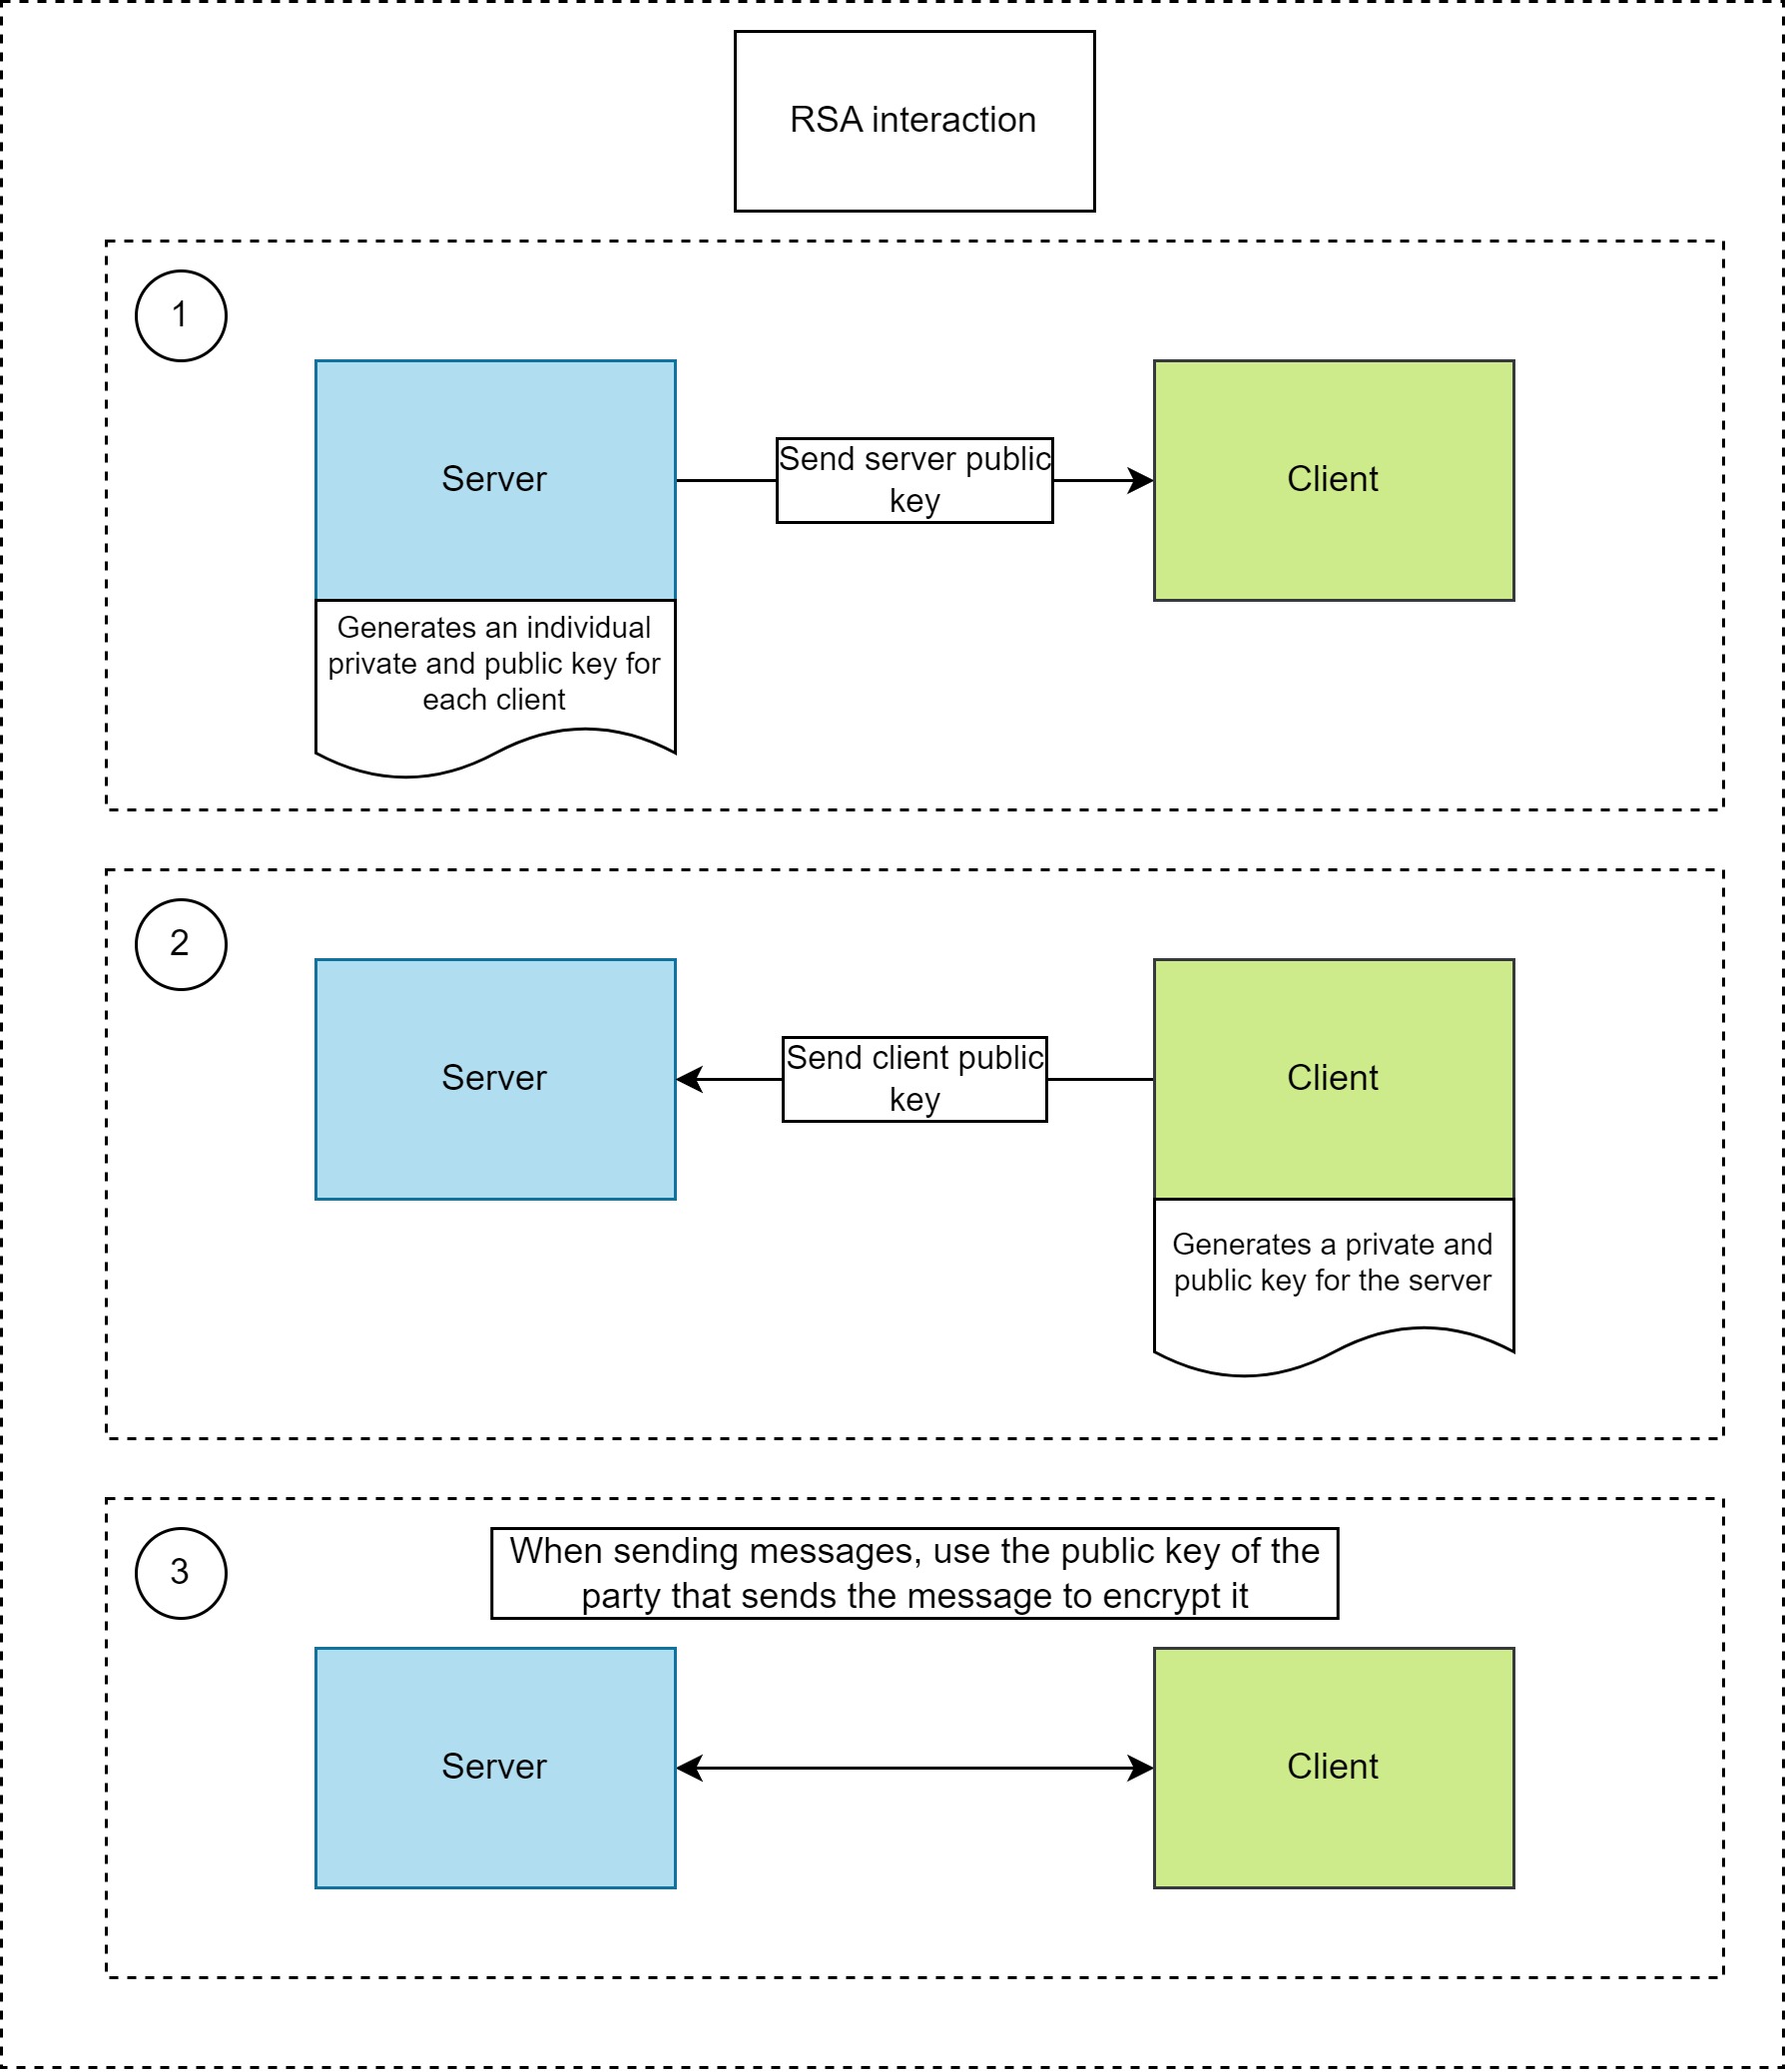 RSA interaction
1
Server
Send server public
key
Client
Generates an individual
private and public key for
each client
2
Server
Send client public
key
Client
Generates a private and
public key for the server
3
When sending messages, use the public key of the
party that sends the message to encrypt it
Server
Client